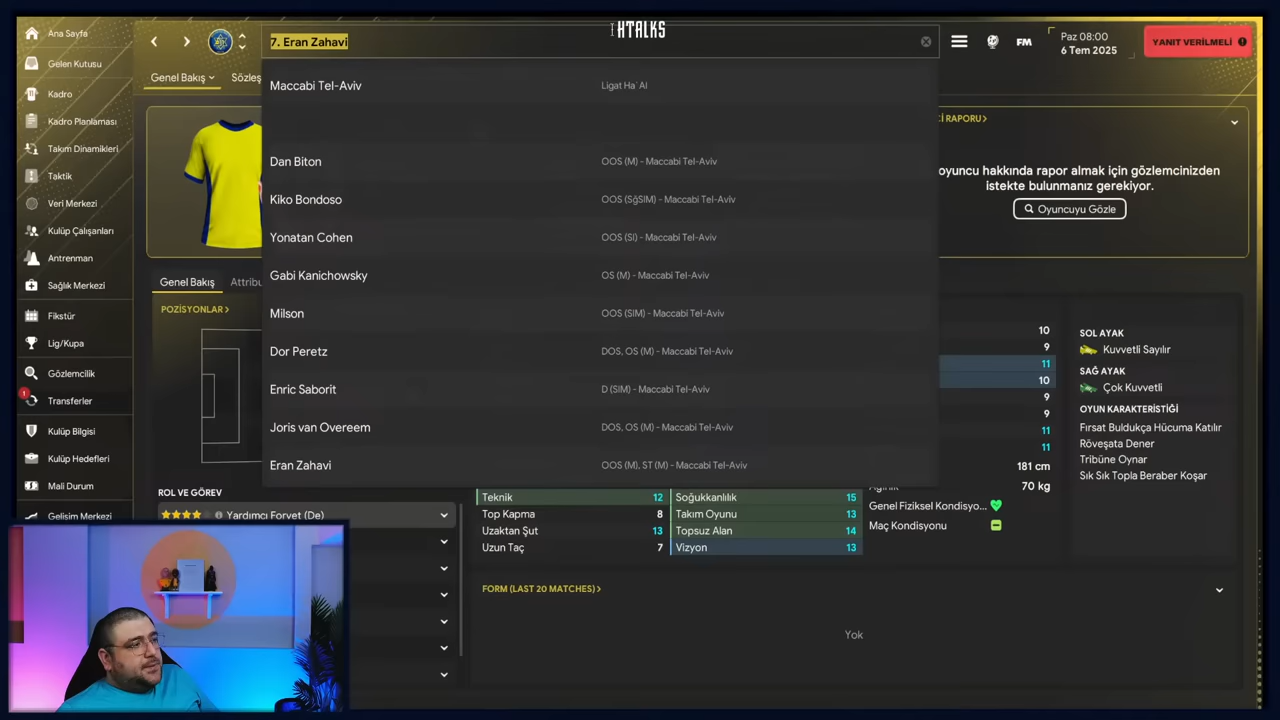 HTALKS
Ana Sayfa
Gelen Kutusu
Kadro
Kadro Planlaması
Takım Dinamikleri
Taktik
Veri Merkezi
Kulüp Çalışanları
Antrenman
Sağlık Merkezi
Fikstür
Lig/Kupa
Gözlemcilik
1
Transferler
Kulüp Bilgisi
Kulüp Hedefleri
Mali Durum
Gelişim Merkezi
7. Eran Zahavi
FM
Paz 08:00
6 Tem 2025
YANIT VERİLMELİ
Genel Bakış
Sözleş
Maccabi Tel-Aviv Ligat Ha`Al
Dan Biton OOS (M) - Maccabi Tel-Aviv
Kiko Bondoso OOS (SğSlM) - Maccabi Tel-Aviv
Yonatan Cohen OOS (Sl) - Maccabi Tel-Aviv
Gabi Kanichowsky OS (M) - Maccabi Tel-Aviv
Milson OOS (SlM) - Maccabi Tel-Aviv
Dor Peretz DOS, OS (M) - Maccabi Tel-Aviv
Enric Saborit D (SlM) - Maccabi Tel-Aviv
Joris van Overeem DOS, OS (M) - Maccabi Tel-Aviv
Eran Zahavi OOS (M), ST (M) - Maccabi Tel-Aviv
Cİ RAPORU>
oyuncu hakkında rapor almak için gözlemcinizden
istekte bulunmanız gerekiyor.
Oyuncuyu Gözle
Genel Bakış
Attribu
POZİSYONLAR>
ROL VE GÖREV
Yardımcı Forvet (De)
Teknik 12
Top Kapma 8
Uzaktan Şut 13
Uzun Taç 7
Soğukkanlılık 15
Takım Oyunu 13
Topsuz Alan 14
Vizyon 13
10
9
11
10
9
9
11
11
181 cm
70 kg
Genel Fiziksel Kondisyo...
Maç Kondisyonu
SOL AYAK
Kuvvetli Sayılır
SAĞ AYAK
Çok Kuvvetli
OYUN KARAKTERİSTİĞİ
Fırsat Buldukça Hücuma Katılır
Röveşata Dener
Tribüne Oynar
Sık Sık Topla Beraber Koşar
FORM (LAST 20 MATCHES)>
Yok